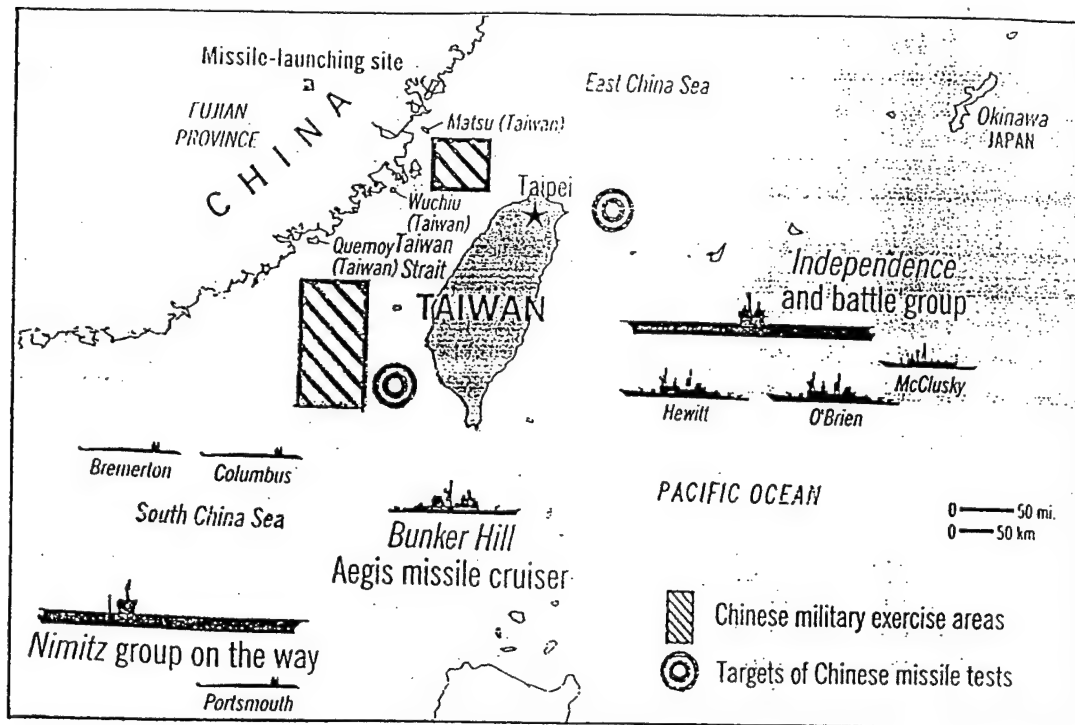 Missile-launching site
East China Sea
FUJIAN
PROVINCE
CHINA
Matsu (Taiwan)
Okinawa
JAPAN
Taipei
Wuchiu
(Taiwan)
Quemoy
(Taiwan)
Taiwan
Strait
TAIWAN
Independence
and battle group
McClusky
Hewitt
O'Brien
Bremerton
Columbus
South China Sea
PACIFIC OCEAN
0 50 mi.
0 50 km
Bunker Hill
Aegis missile cruiser
Chinese military exercise areas
Nimitz group on the way
Targets of Chinese missile tests
Portsmouth